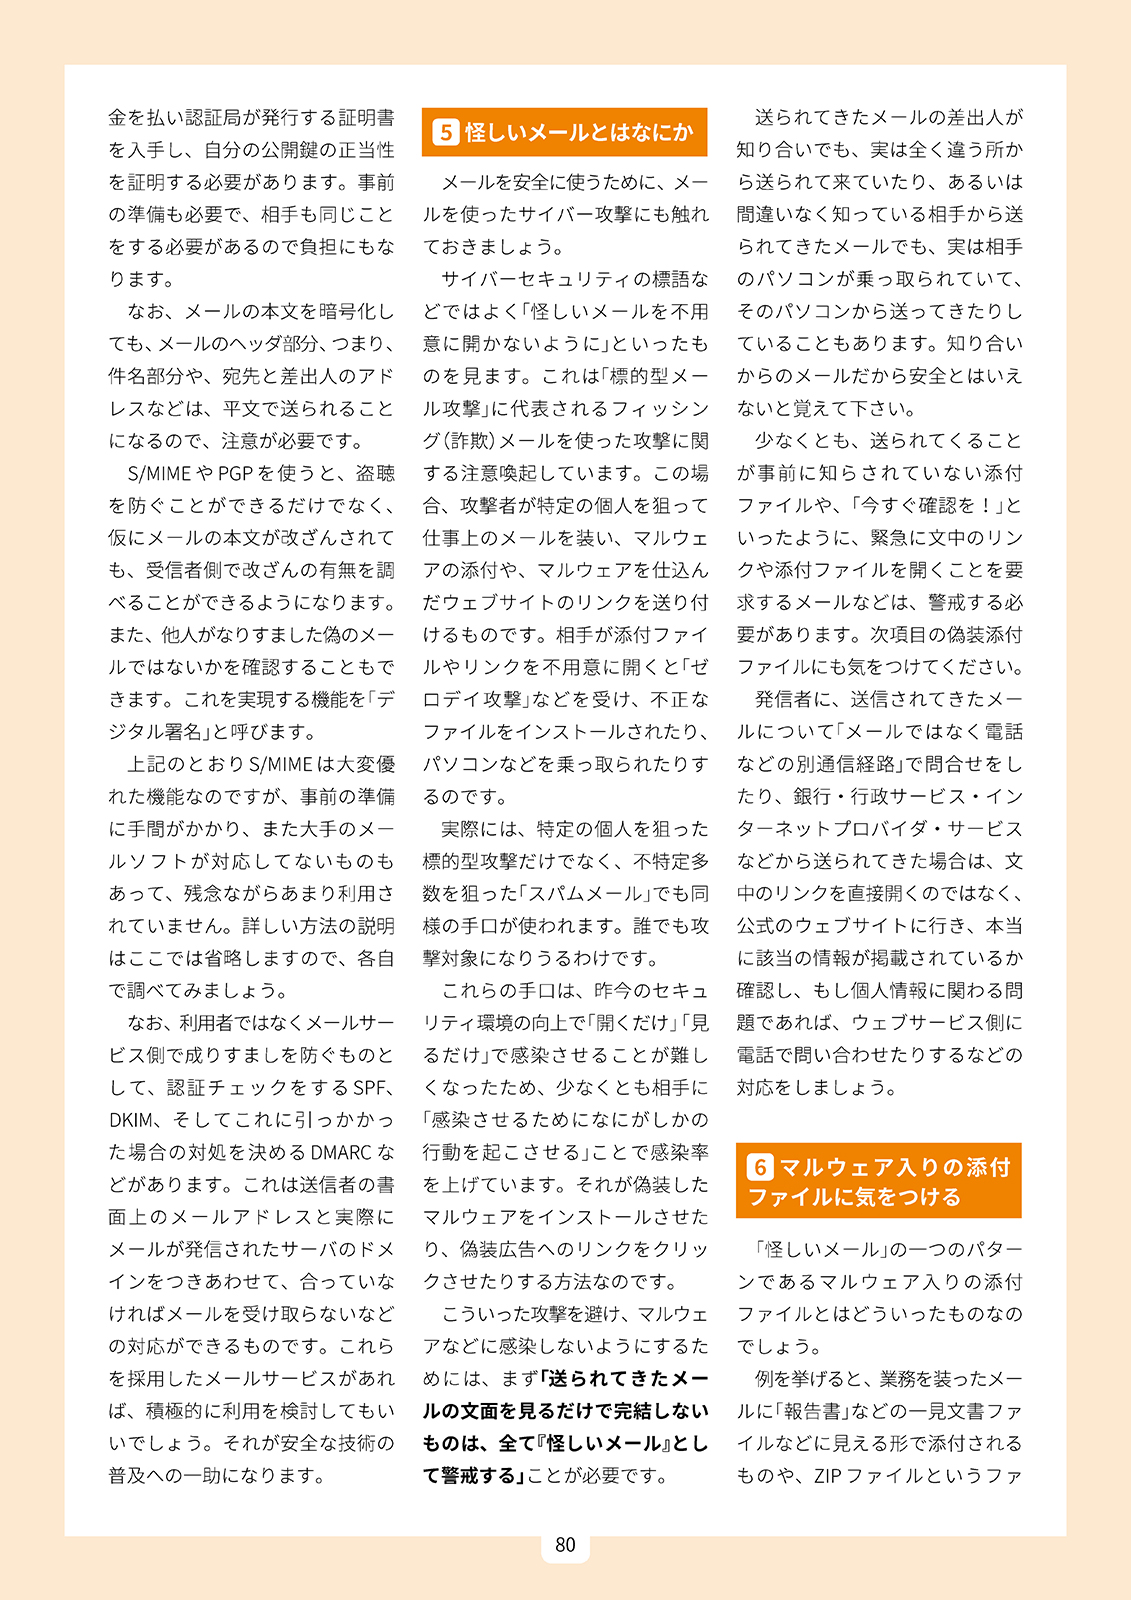 金を払い認証局が発行する証明書
を入手し、自分の公開鍵の正当性
を証明する必要があります。事前
の準備も必要で、相手も同じこと
をする必要があるので負担にもな
ります。
なお、メールの本文を暗号化し
ても、メールのヘッダ部分、つまり、
件名部分や、宛先と差出人のアド
レスなどは、平文で送られること
になるので、注意が必要です。
S/MIME や PGP を使うと、盗聴
を防ぐことができるだけでなく、
仮にメールの本文が改ざんされて
も、受信者側で改ざんの有無を調
べることができるようになります。
また、他人がなりすました偽のメー
ルではないかを確認することもで
きます。これを実現する機能を「デ
ジタル署名」と呼びます。
上記のとおり S/MIME は大変優
れた機能なのですが、事前の準備
に手間がかかり、また大手のメー
ルソフトが対応してないものも
あって、残念ながらあまり利用さ
れていません。詳しい方法の説明
はここでは省略しますので、各自
で調べてみましょう。
なお、利用者ではなくメールサー
ビス側で成りすましを防ぐものと
して、認証チェックをする SPF、
DKIM、そしてこれに引っかかっ
た場合の対処を決める DMARC な
どがあります。これは送信者の書
面上のメールアドレスと実際に
メールが発信されたサーバのドメ
インをつきあわせて、合っていな
ければメールを受け取らないなど
の対応ができるものです。これら
を採用したメールサービスがあれ
ば、積極的に利用を検討してもい
いでしょう。それが安全な技術の
普及への一助になります。
5 怪しいメールとはなにか
メールを安全に使うために、メー
ルを使ったサイバー攻撃にも触れ
ておきましょう。
サイバーセキュリティの標語な
どではよく「怪しいメールを不用
意に開かないように」といったも
のを見ます。これは「標的型メー
ル攻撃」に代表されるフィッシン
グ（詐欺）メールを使った攻撃に関
する注意喚起しています。この場
合、攻撃者が特定の個人を狙って
仕事上のメールを装い、マルウェ
アの添付や、マルウェアを仕込ん
だウェブサイトのリンクを送り付
けるものです。相手が添付ファイ
ルやリンクを不用意に開くと「ゼ
ロデイ攻撃」などを受け、不正な
ファイルをインストールされたり、
パソコンなどを乗っ取られたりす
るのです。
実際には、特定の個人を狙った
標的型攻撃だけでなく、不特定多
数を狙った「スパムメール」でも同
様の手口が使われます。誰でも攻
撃対象になりうるわけです。
これらの手口は、昨今のセキュ
リティ環境の向上で「開くだけ」「見
るだけ」で感染させることが難し
くなったため、少なくとも相手に
「感染させるためになにがしかの
行動を起こさせる」ことで感染率
を上げています。それが偽装した
マルウェアをインストールさせた
り、偽装広告へのリンクをクリッ
クさせたりする方法なのです。
こういった攻撃を避け、マルウェ
アなどに感染しないようにするた
めには、まず「送られてきたメー
ルの文面を見るだけで完結しない
ものは、全て『怪しいメール』とし
て警戒する」ことが必要です。
送られてきたメールの差出人が
知り合いでも、実は全く違う所か
ら送られて来ていたり、あるいは
間違いなく知っている相手から送
られてきたメールでも、実は相手
のパソコンが乗っ取られていて、
そのパソコンから送ってきたりし
ていることもあります。知り合い
からのメールだから安全とはいえ
ないと覚えて下さい。
少なくとも、送られてくること
が事前に知らされていない添付
ファイルや、「今すぐ確認を！」と
いったように、緊急に文中のリン
クや添付ファイルを開くことを要
求するメールなどは、警戒する必
要があります。次項目の偽装添付
ファイルにも気をつけてください。
発信者に、送信されてきたメー
ルについて「メールではなく電話
などの別通信経路」で問合せをし
たり、銀行・行政サービス・イン
ターネットプロバイダ・サービス
などから送られてきた場合は、文
中のリンクを直接開くのではなく、
公式のウェブサイトに行き、本当
に該当の情報が掲載されているか
確認し、もし個人情報に関わる問
題であれば、ウェブサービス側に
電話で問い合わせたりするなどの
対応をしましょう。
6 マルウェア入りの添付
ファイルに気をつける
「怪しいメール」の一つのパター
ンであるマルウェア入りの添付
ファイルとはどういったものなの
でしょう。
例を挙げると、業務を装ったメー
ルに「報告書」などの一見文書ファ
イルなどに見える形で添付される
ものや、ZIP ファイルというファ
80